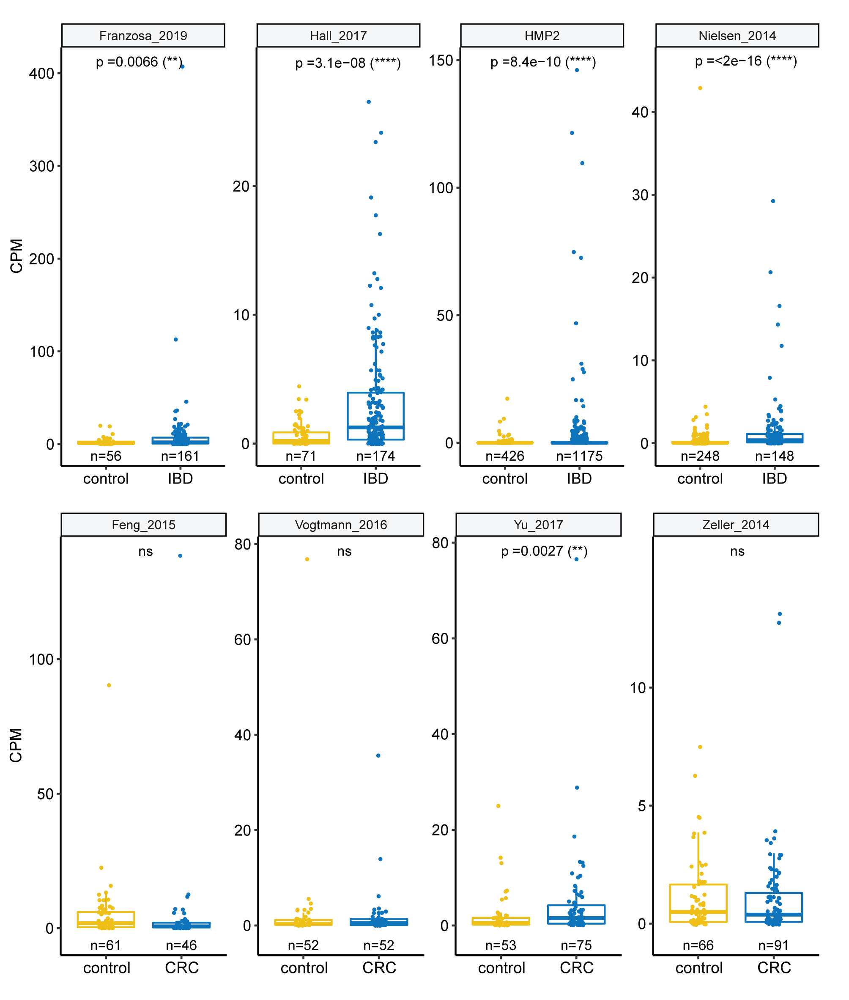 Franzosa_2019
Hall_2017
HMP2
Nielsen_2014
p =0.0066 (**)
p =3.1e−08 (****)
p =8.4e−10 (****)
p =<2e−16 (****)
CPM
400
300
200
100
0
20
10
0
150
100
50
0
40
30
20
10
0
n=56
n=161
n=71
n=174
n=426
n=1175
n=248
n=148
control
IBD
control
IBD
control
IBD
control
IBD
Feng_2015
Vogtmann_2016
Yu_2017
Zeller_2014
ns
ns
p =0.0027 (**)
ns
CPM
100
50
0
80
60
40
20
0
80
60
40
20
0
10
5
0
n=61
n=46
n=52
n=52
n=53
n=75
n=66
n=91
control
CRC
control
CRC
control
CRC
control
CRC